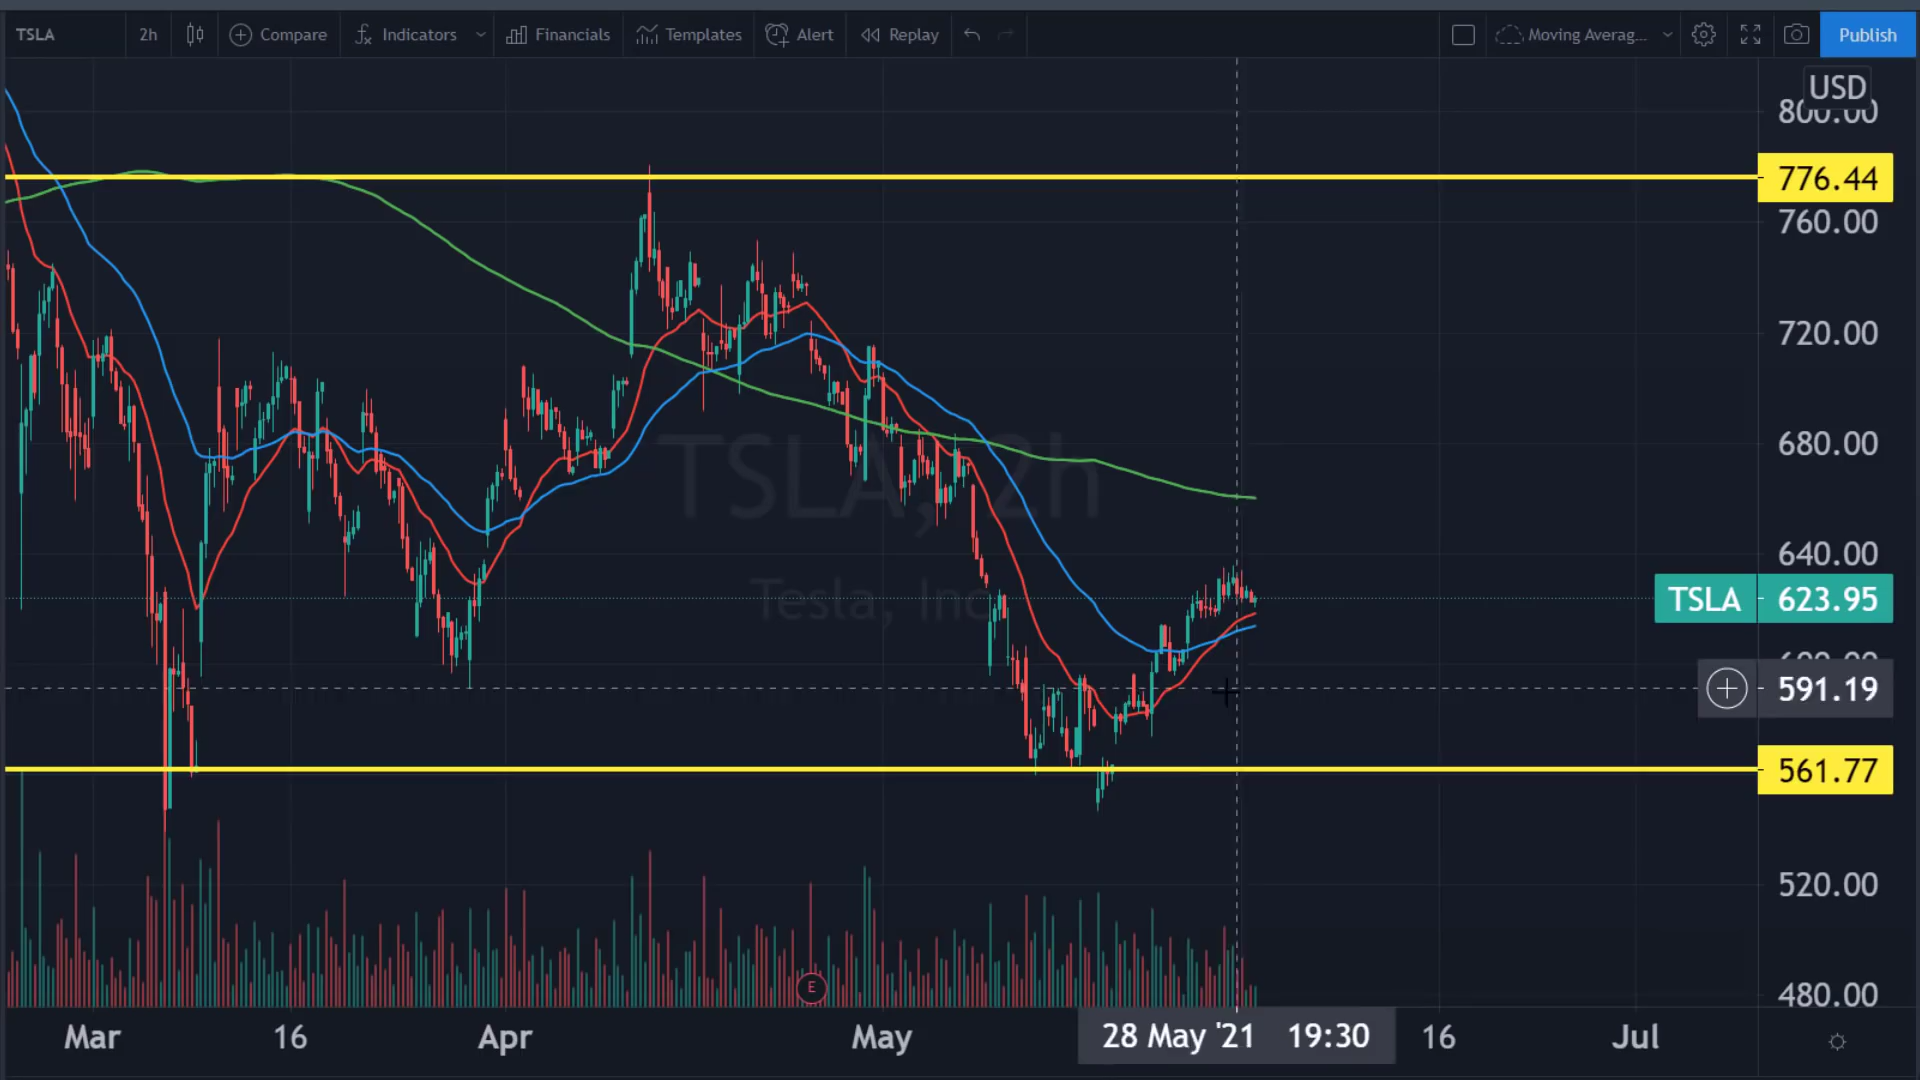 TSLA 2h Compare Indicators Financials Templates Alert Replay Moving Averag... Publish
USD
800.00
776.44
760.00
720.00
680.00
TSLA, 2h
640.00
Tesla, Inc
TSLA 623.95
600.00
591.19
561.77
520.00
E
480.00
Mar 16 Apr May 28 May '21 19:30 16 Jul